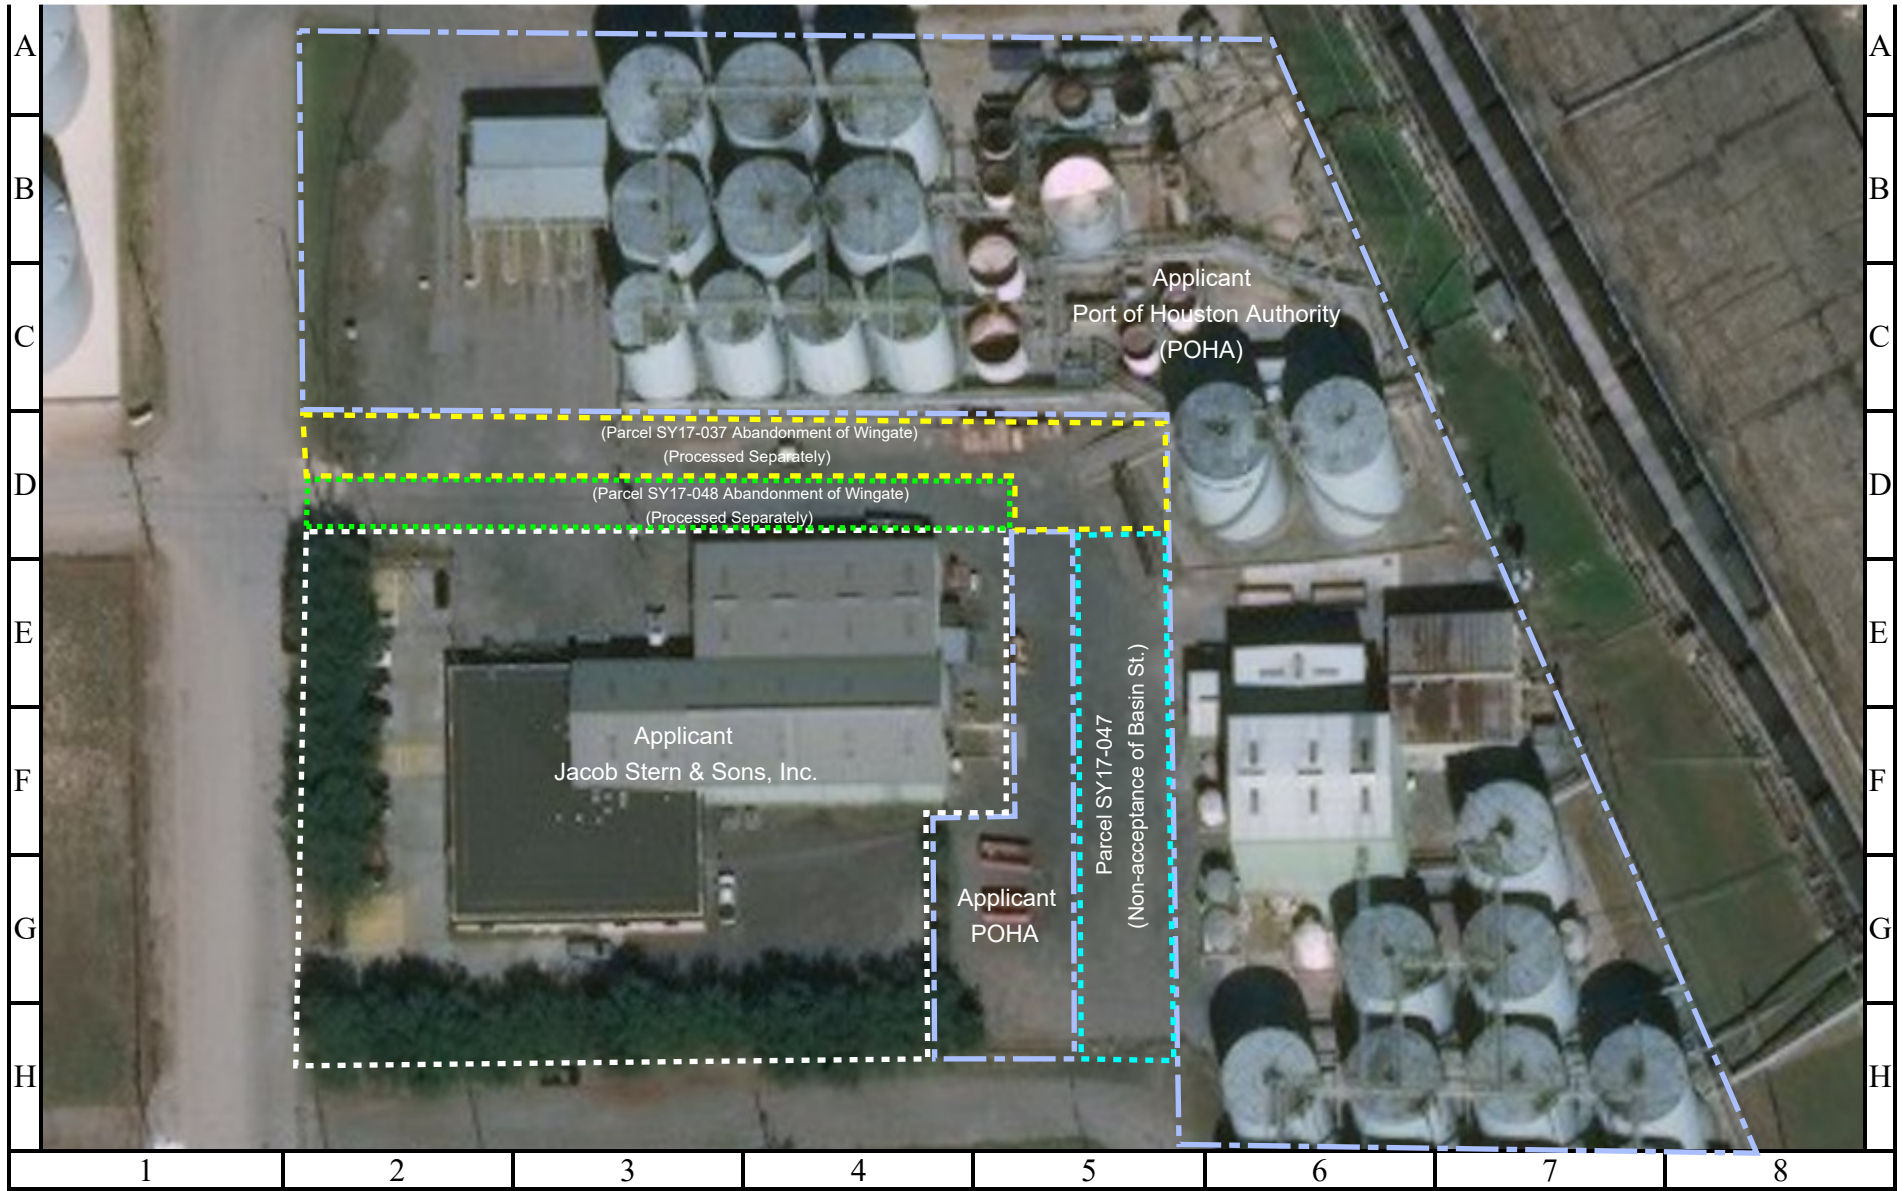 A
A
B
B
C
C
D
D
E
E
F
F
G
G
H
H
Applicant
Port of Houston Authority
(POHA)
(Parcel SY17-037 Abandonment of Wingate)
(Processed Separately)
(Parcel SY17-048 Abandonment of Wingate)
(Processed Separately)
Applicant
Jacob Stern & Sons, Inc.
Parcel SY17-047
(Non-acceptance of Basin St.)
Applicant
POHA
1
2
3
4
5
6
7
8